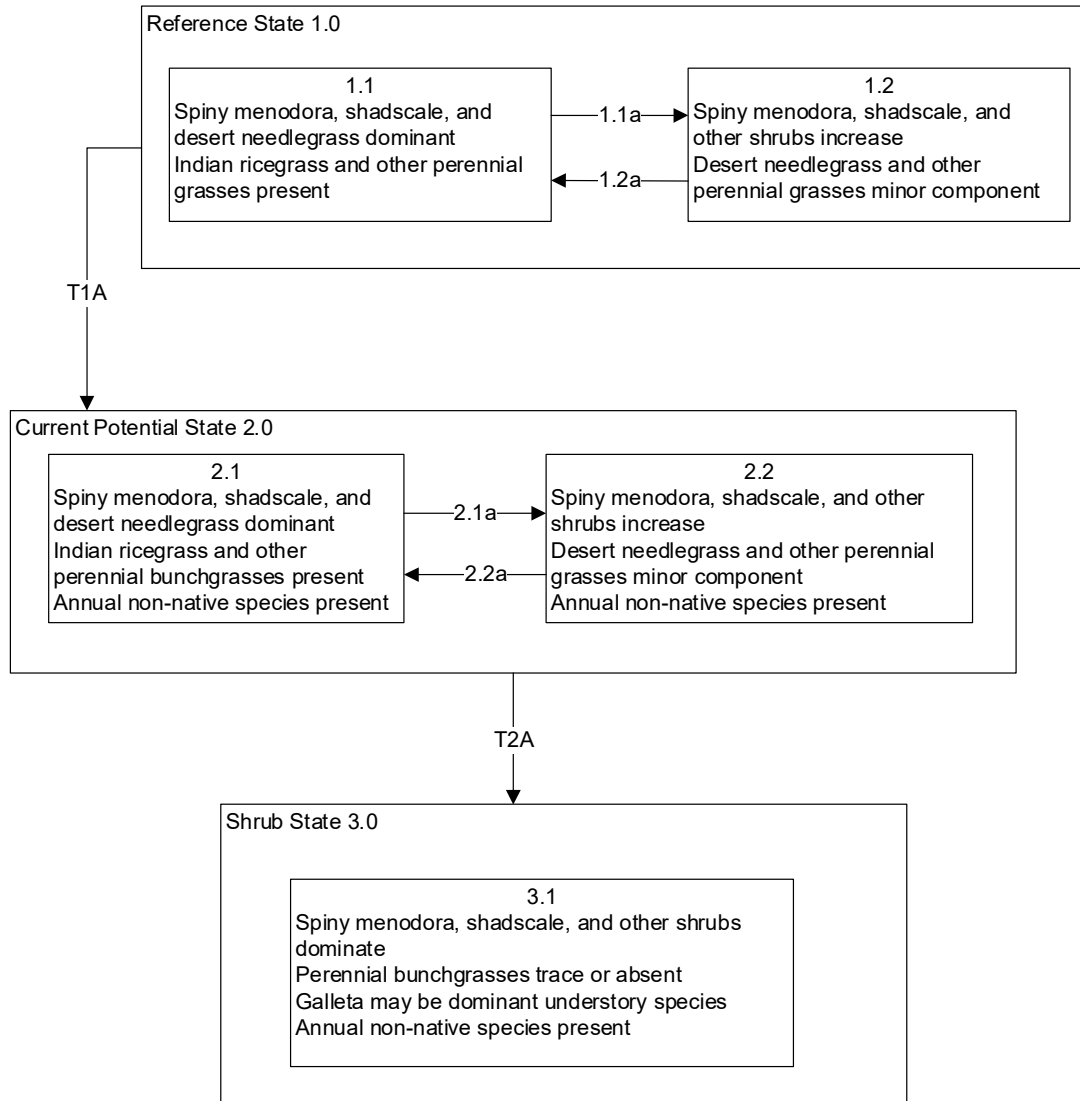 Reference State 1.0
1.1
Spiny menodora, shadscale, and
desert needlegrass dominant
Indian ricegrass and other perennial
grasses present
1.1a
1.2a
1.2
Spiny menodora, shadscale, and
other shrubs increase
Desert needlegrass and other
perennial grasses minor component
T1A
Current Potential State 2.0
2.1
Spiny menodora, shadscale, and
desert needlegrass dominant
Indian ricegrass and other
perennial bunchgrasses present
Annual non-native species present
2.1a
2.2a
2.2
Spiny menodora, shadscale, and other
shrubs increase
Desert needlegrass and other perennial
grasses minor component
Annual non-native species present
T2A
Shrub State 3.0
3.1
Spiny menodora, shadscale, and other shrubs
dominate
Perennial bunchgrasses trace or absent
Galleta may be dominant understory species
Annual non-native species present